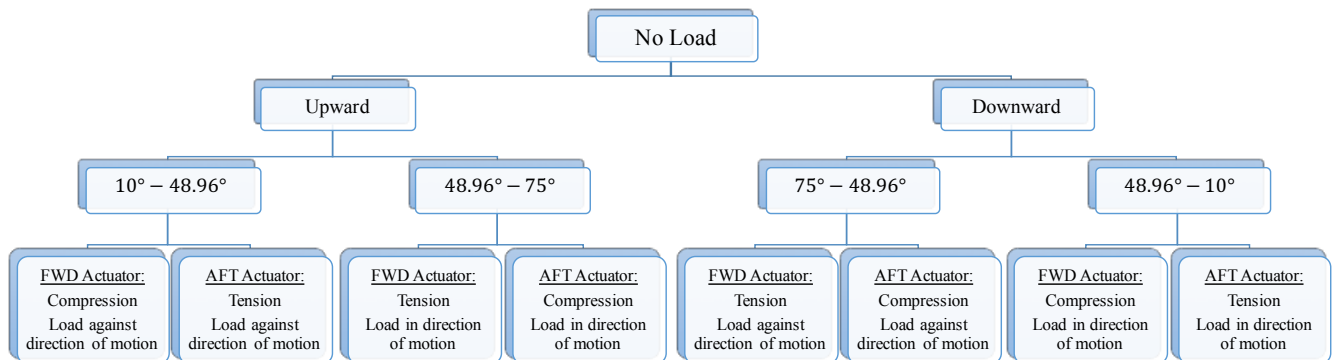 No Load
Upward
Downward
10° − 48.96°
48.96° − 75°
75° − 48.96°
48.96° − 10°
FWD Actuator:
Compression
Load against
direction of motion
AFT Actuator:
Tension
Load against
direction of motion
FWD Actuator:
Tension
Load in direction
of motion
AFT Actuator:
Compression
Load in direction
of motion
FWD Actuator:
Tension
Load against
direction of motion
AFT Actuator:
Compression
Load against
direction of motion
FWD Actuator:
Compression
Load in direction
of motion
AFT Actuator:
Tension
Load in direction
of motion